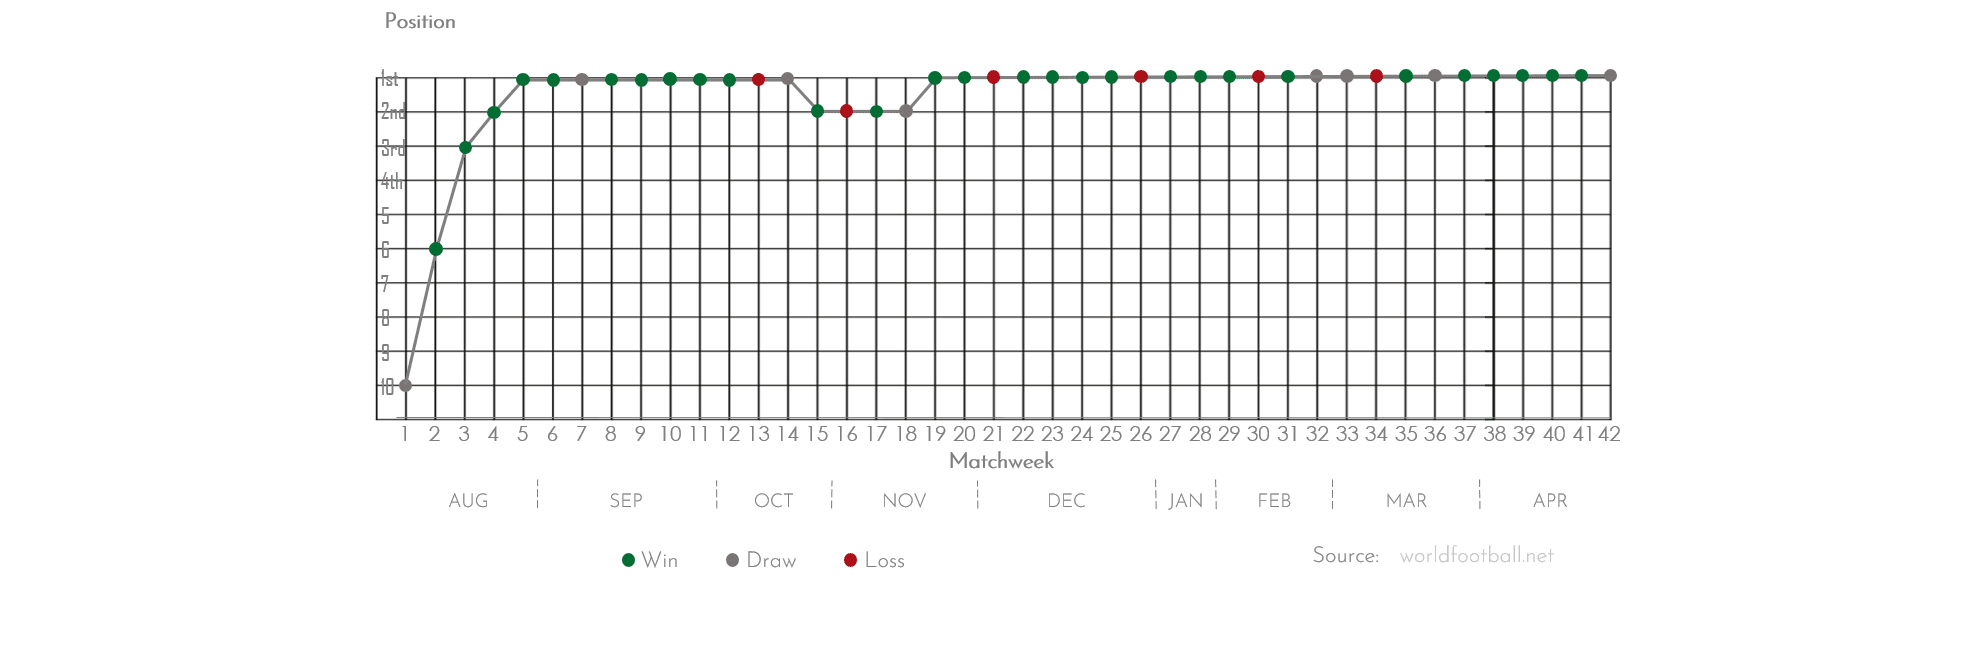 Position
1st
2nd
3rd
4th
5
6
7
8
9
10
1 2 3 4 5 6 7 8 9 10 11 12 13 14 15 16 17 18 19 20 21 22 23 24 25 26 27 28 29 30 31 32 33 34 35 36 37 38 39 40 41 42
Matchweek
AUG SEP OCT NOV DEC JAN FEB MAR APR
Win Draw Loss
Source: worldfootball.net